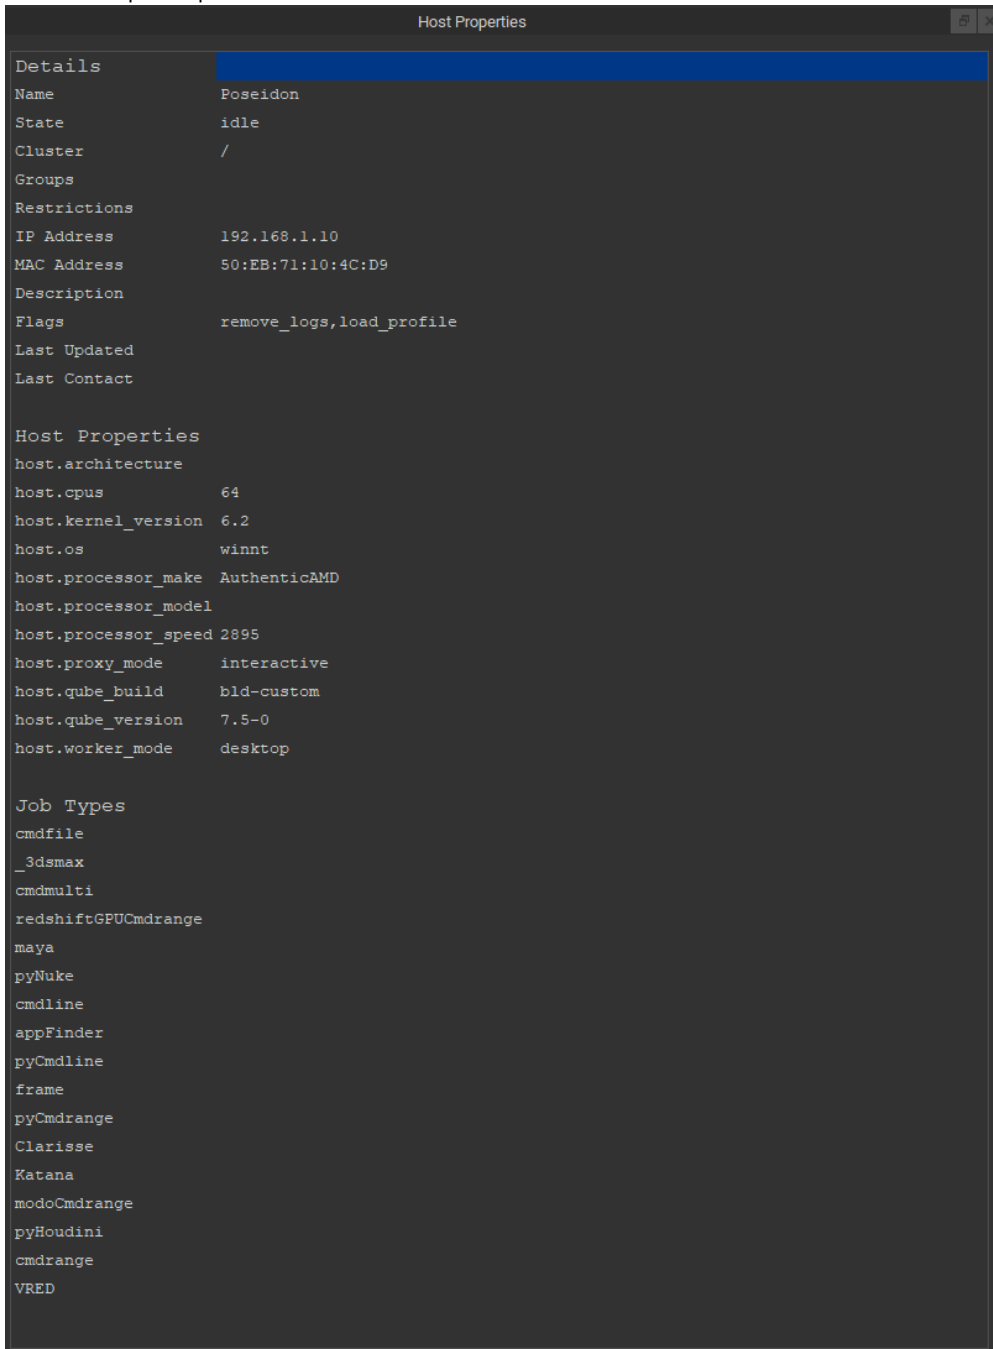 Host Properties
Details
Name Poseidon
State idle
Cluster /
Groups
Restrictions
IP Address 192.168.1.10
MAC Address 50:EB:71:10:4C:D9
Description
Flags remove_logs,load_profile
Last Updated
Last Contact
Host Properties
host.architecture
host.cpus 64
host.kernel_version 6.2
host.os winnt
host.processor_make AuthenticAMD
host.processor_model
host.processor_speed 2895
host.proxy_mode interactive
host.qube_build bld-custom
host.qube_version 7.5-0
host.worker_mode desktop
Job Types
cmdfile
_3dsmax
cmdmulti
redshiftGPUCmdrange
maya
pyNuke
cmdline
appFinder
pyCmdline
frame
pyCmdrange
Clarisse
Katana
modoCmdrange
pyHoudini
cmdrange
VRED